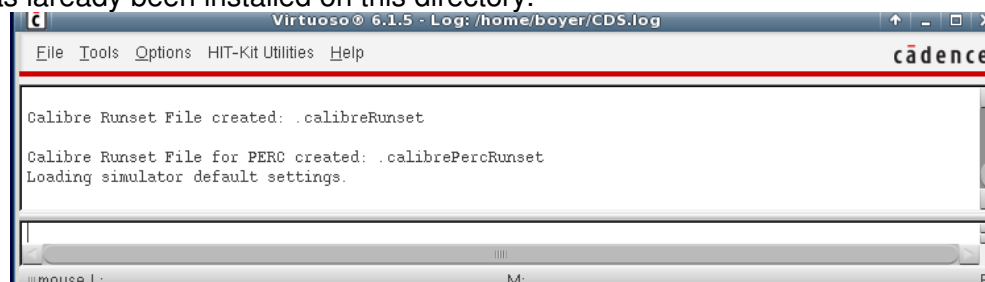 as lalready been installed on this directory.
Virtuoso® 6.1.5 - Log: /home/boyer/CDS.log
File Tools Options HIT-Kit Utilities Help
cādence
Calibre Runset File created: .calibreRunset
Calibre Runset File for PERC created: .calibrePercRunset
Loading simulator default settings.
mouse L: M: